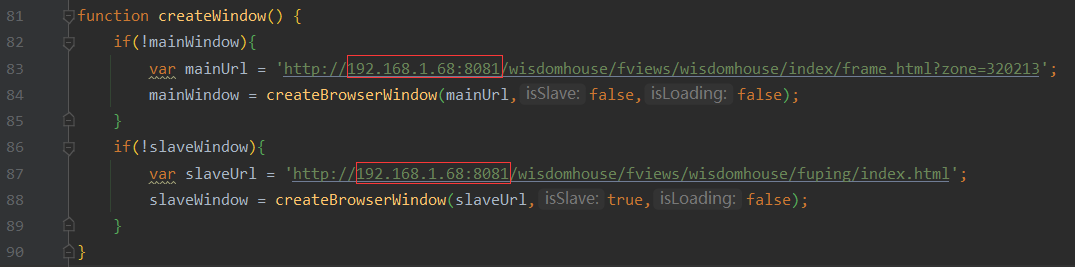 81 function createWindow() {
82 if(!mainWindow){
83 var mainUrl = 'http://192.168.1.68:8081/wisdomhouse/fviews/wisdomhouse/index/frame.html?zone=320213';
84 mainWindow = createBrowserWindow(mainUrl, isSlave: false, isLoading: false);
85 }
86 if(!slaveWindow){
87 var slaveUrl = 'http://192.168.1.68:8081/wisdomhouse/fviews/wisdomhouse/fuping/index.html';
88 slaveWindow = createBrowserWindow(slaveUrl, isSlave: true, isLoading: false);
89 }
90 }